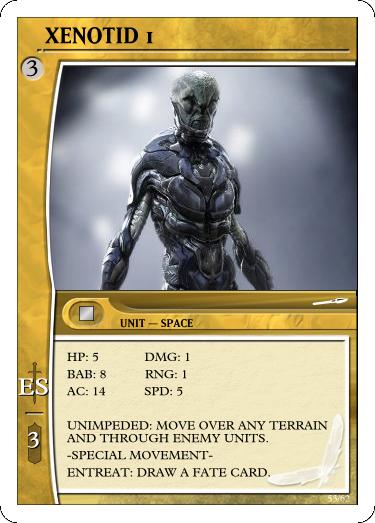 XENOTID I
3
UNIT — SPACE
HP: 5 DMG: 1
BAB: 8 RNG: 1
AC: 14 SPD: 5
UNIMPEDED: MOVE OVER ANY TERRAIN
AND THROUGH ENEMY UNITS.
-SPECIAL MOVEMENT-
ENTREAT: DRAW A FATE CARD.
ES
3
53/62